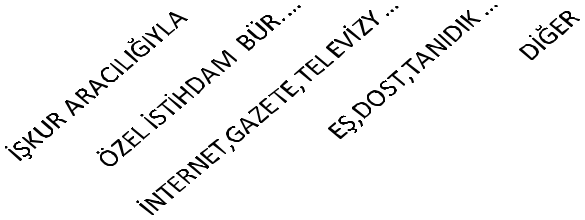 İŞKUR ARACILIĞIYLA
ÖZEL İSTİHDAM BÜR....
İNTERNET,GAZETE,TELEVİZY ...
EŞ,DOST,TANIDIK ...
DİĞER